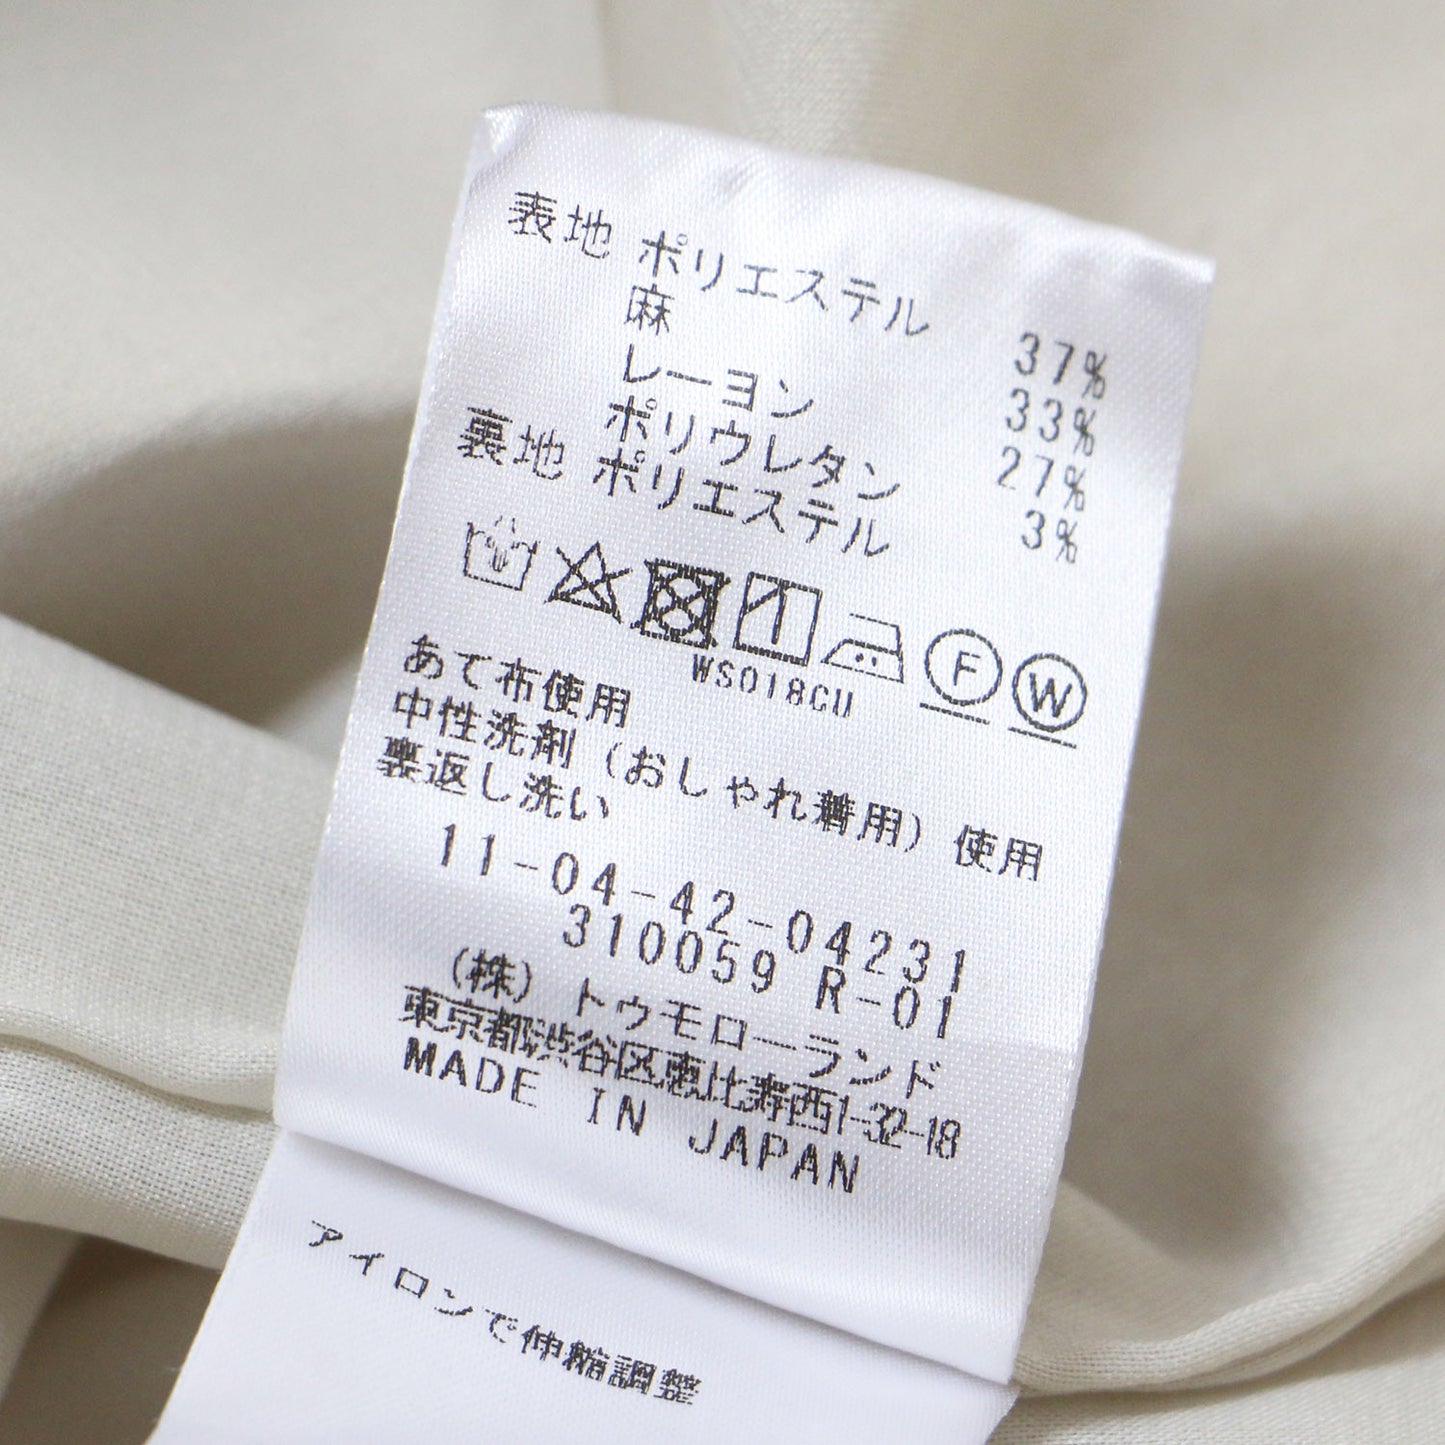 表地 ポリエステル 37%
麻 33%
レーヨン 27%
ポリウレタン 3%
裏地 ポリエステル
F W
WS018CU
あて布使用
中性洗剤（おしゃれ着用）使用
裏返し洗い
11-04-42-04231
310059 R-01
（株） トゥモローランド
東京都渋谷区恵比寿西1-32-18
MADE IN JAPAN
アイロンで伸縮調整